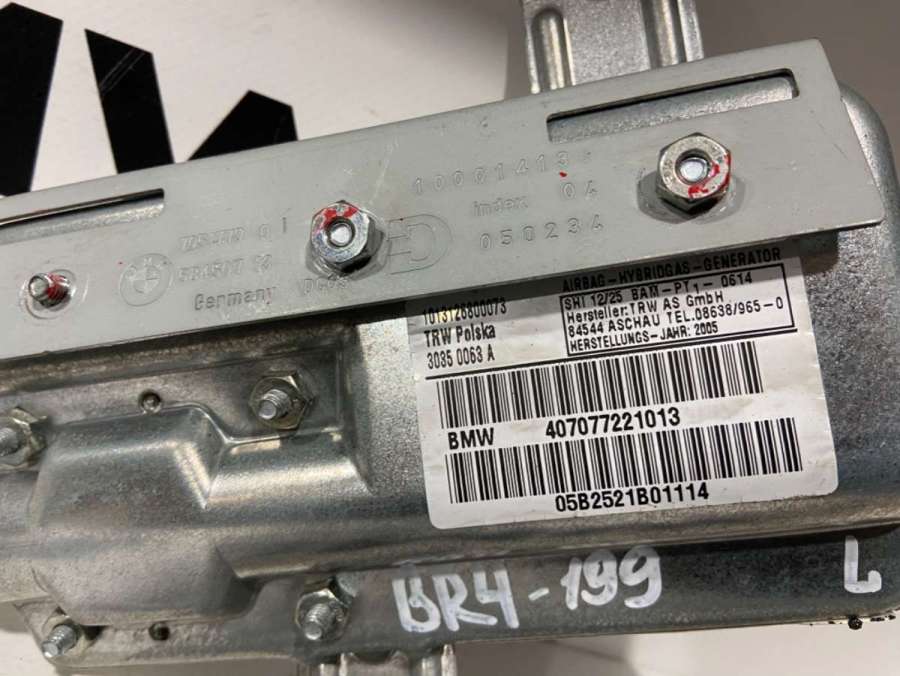 10001413
index 04
050234
Germany
AIRBAG-HYBRIDGAS-GENERATOR
SHI 12/25 BAM-PT1-0614
Hersteller:TRW AS GmbH
84544 ASCHAU TEL.08638/965-0
HERSTELLUNGS-JAHR: 2005
1013126800073
TRW Polska
3035 0063 A
BMW 407077221013
05B2521B01114
BR4-199
L